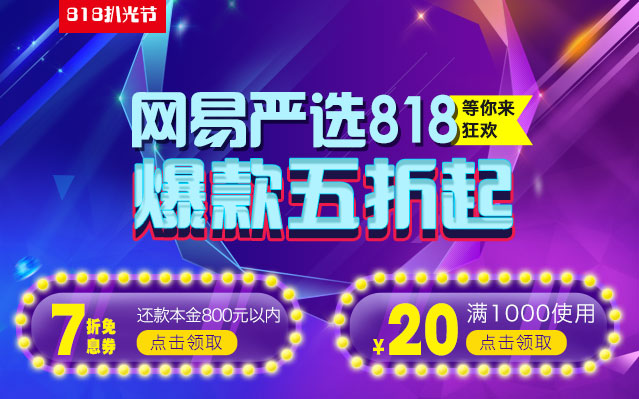 818扒光节
网易严选818
等你来
狂欢
爆款五折起
7折免息券
还款本金800元以内
点击领取
¥20
满1000使用
点击领取